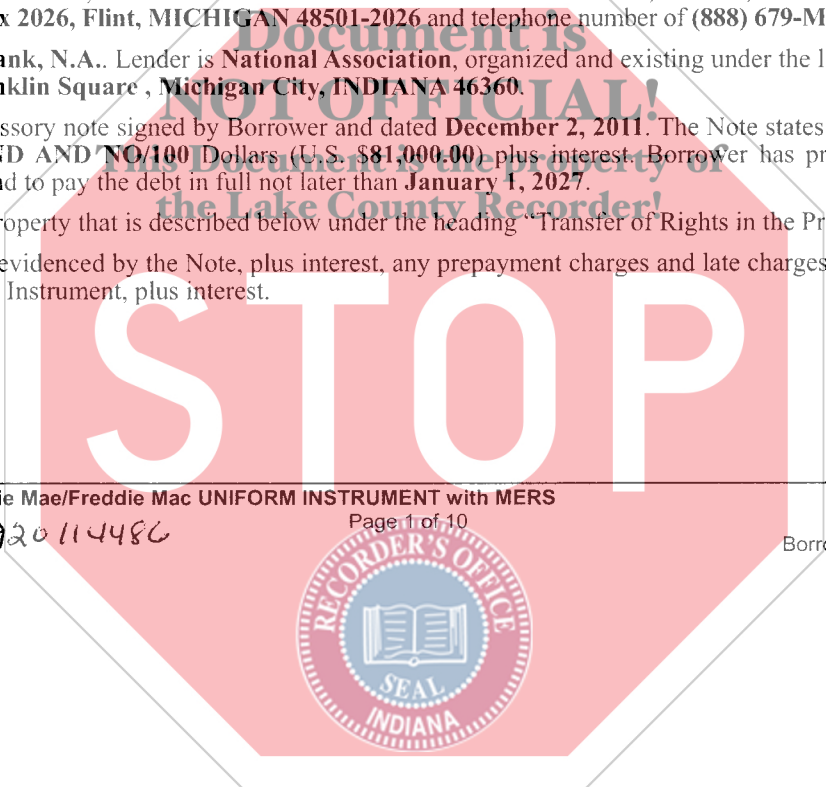 x 2026, Flint, MICHIGAN 48501-2026 and telephone number of (888) 679-M
Document is
ank, N.A.. Lender is National Association, organized and existing under the l
nklin Square , Michigan City, INDIANA 46360.
NOT OFFICIAL!
ssory note signed by Borrower and dated December 2, 2011. The Note states
ND AND NO/100 Dollars (U.S. $81,000.00) plus interest. Borrower has pr
This Document is the property of
d to pay the debt in full not later than January 1, 2027.
the Lake County Recorder!
roperty that is described below under the heading "Transfer of Rights in the Pr
evidenced by the Note, plus interest, any prepayment charges and late charges
Instrument, plus interest.
STOP
ie Mae/Freddie Mac UNIFORM INSTRUMENT with MERS
Page 1 of 10
20114486
Borro
RECORDER'S OFFICE
SEAL
INDIANA